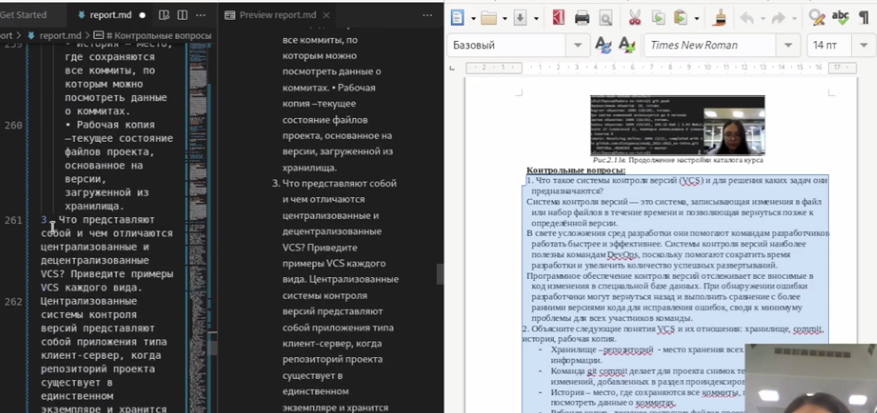 Get Started
report.md
Preview report.md
ort > report.md > # Контрольные вопросы
• История – место,
где сохраняются
все коммиты, по
которым можно
посмотреть данные
о коммитах.
260
• Рабочая копия
–текущее состояние
файлов проекта,
основанное на
версии,
загруженной из
хранилища.
261
3. Что представляют
собой и чем отличаются
централизованные и
децентрализованные
VCS? Приведите примеры
VCS каждого вида.
262
Централизованные
системы контроля
версий представляют
собой приложения типа
клиент-сервер, когда
репозиторий проекта
существует в
единственном
экземпляре и хранится
все коммиты, по
которым можно
посмотреть данные о
коммитах. • Рабочая
копия –текущее
состояние файлов
проекта, основанное на
версии, загруженной из
хранилища.
3. Что представляют собой
и чем отличаются
централизованные и
децентрализованные
VCS? Приведите
примеры VCS каждого
вида. Централизованные
системы контроля
версий представляют
собой приложения типа
клиент-сервер, когда
репозиторий проекта
существует в
единственном
экземпляре и хранится
Базовый
Times New Roman
14 пт
Продолжение настройки каталога курса
Контрольные вопросы:
1. Что такое системы контроля версий (VCS) и для решения каких задач они
предназначаются?
Система контроля версий — это система, записывающая изменения в файл
или набор файлов в течение времени и позволяющая вернуться позже к
определённой версии.
В свете усложнения сред разработки они помогают командам разработчиков
работать быстрее и эффективнее. Системы контроля версий наиболее
полезны командам DevOps, поскольку помогают сократить время
разработки и увеличить количество успешных развертываний.
Программное обеспечение контроля версий отслеживает все вносимые в
код изменения в специальной базе данных. При обнаружении ошибки
разработчики могут вернуться назад и выполнить сравнение с более
ранними версиями кода для исправления ошибок, сводя к минимуму
проблемы для всех участников команды.
2. Объясните следующие понятия VCS и их отношения: хранилище, commit,
история, рабочая копия.
- Хранилище –репозиторий - место хранения всех
информации.
- Команда git commit делает для проекта снимок
изменений, добавленных в раздел
- История – место, где сохраняются все коммиты,
посмотреть данные о коммитах.